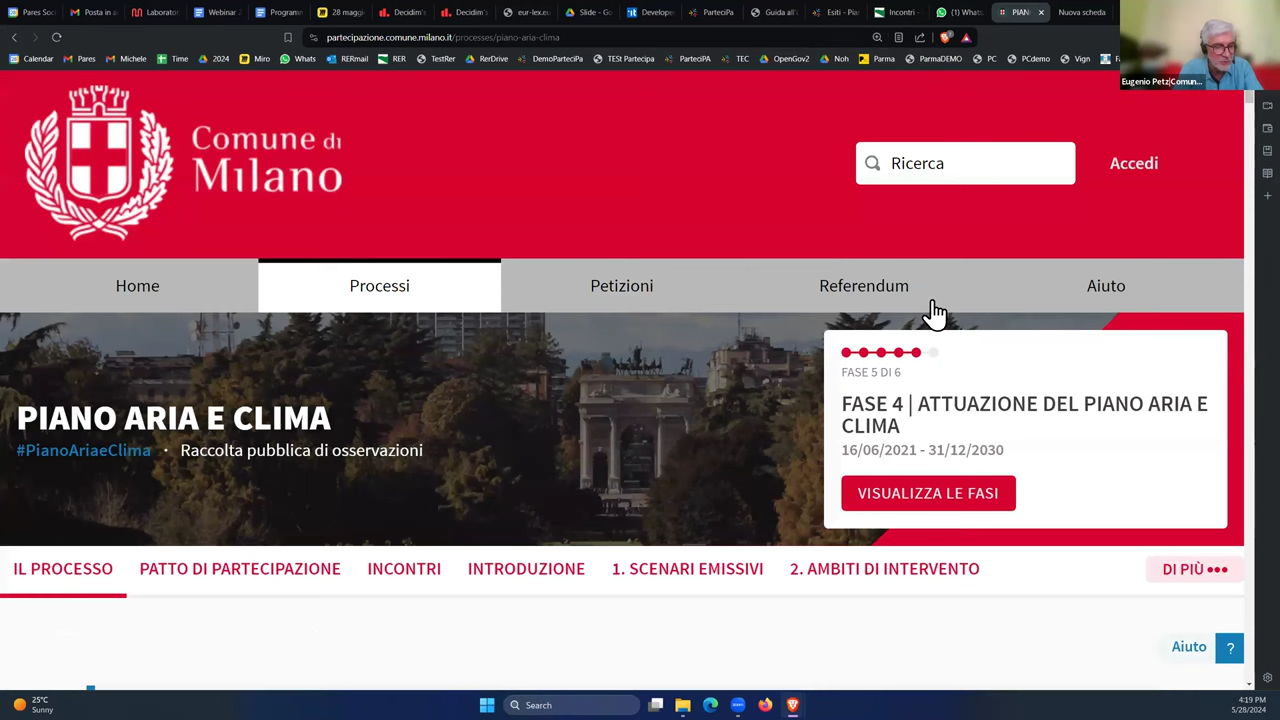 Pares Soci
Posta in a
Laborator
Webinar 2
Programe
28 maggi
Decidim's
Decidim's
eur-lex.eu
Slide - Go
Develope
ParteciPa
Guida all'
Esiti - Pia
Incontri -
(1) Whats
PIAN
Nuova scheda
partecipazione.comune.milano.it/processes/piano-aria-clima
Calendar
Pares
Michele
Time
2024
Miro
Whats
RERmail
RER
TestRer
RerDrive
DemoParteciPa
TESt Partecipa
ParteciPA
TEC
OpenGov2
Noh
Parma
ParmaDEMO
PC
PCdemo
Vign
Eugenio Petz|Comun...
Comune di
Milano
Ricerca
Accedi
Home
Processi
Petizioni
Referendum
Aiuto
FASE 5 DI 6
FASE 4 | ATTUAZIONE DEL PIANO ARIA E
CLIMA
16/06/2021 - 31/12/2030
VISUALIZZA LE FASI
PIANO ARIA E CLIMA
#PianoAriaeClima · Raccolta pubblica di osservazioni
IL PROCESSO
PATTO DI PARTECIPAZIONE
INCONTRI
INTRODUZIONE
1. SCENARI EMISSIVI
2. AMBITI DI INTERVENTO
DI PIÙ •••
Aiuto ?
25°C
Sunny
Search
4:19 PM
5/28/2024